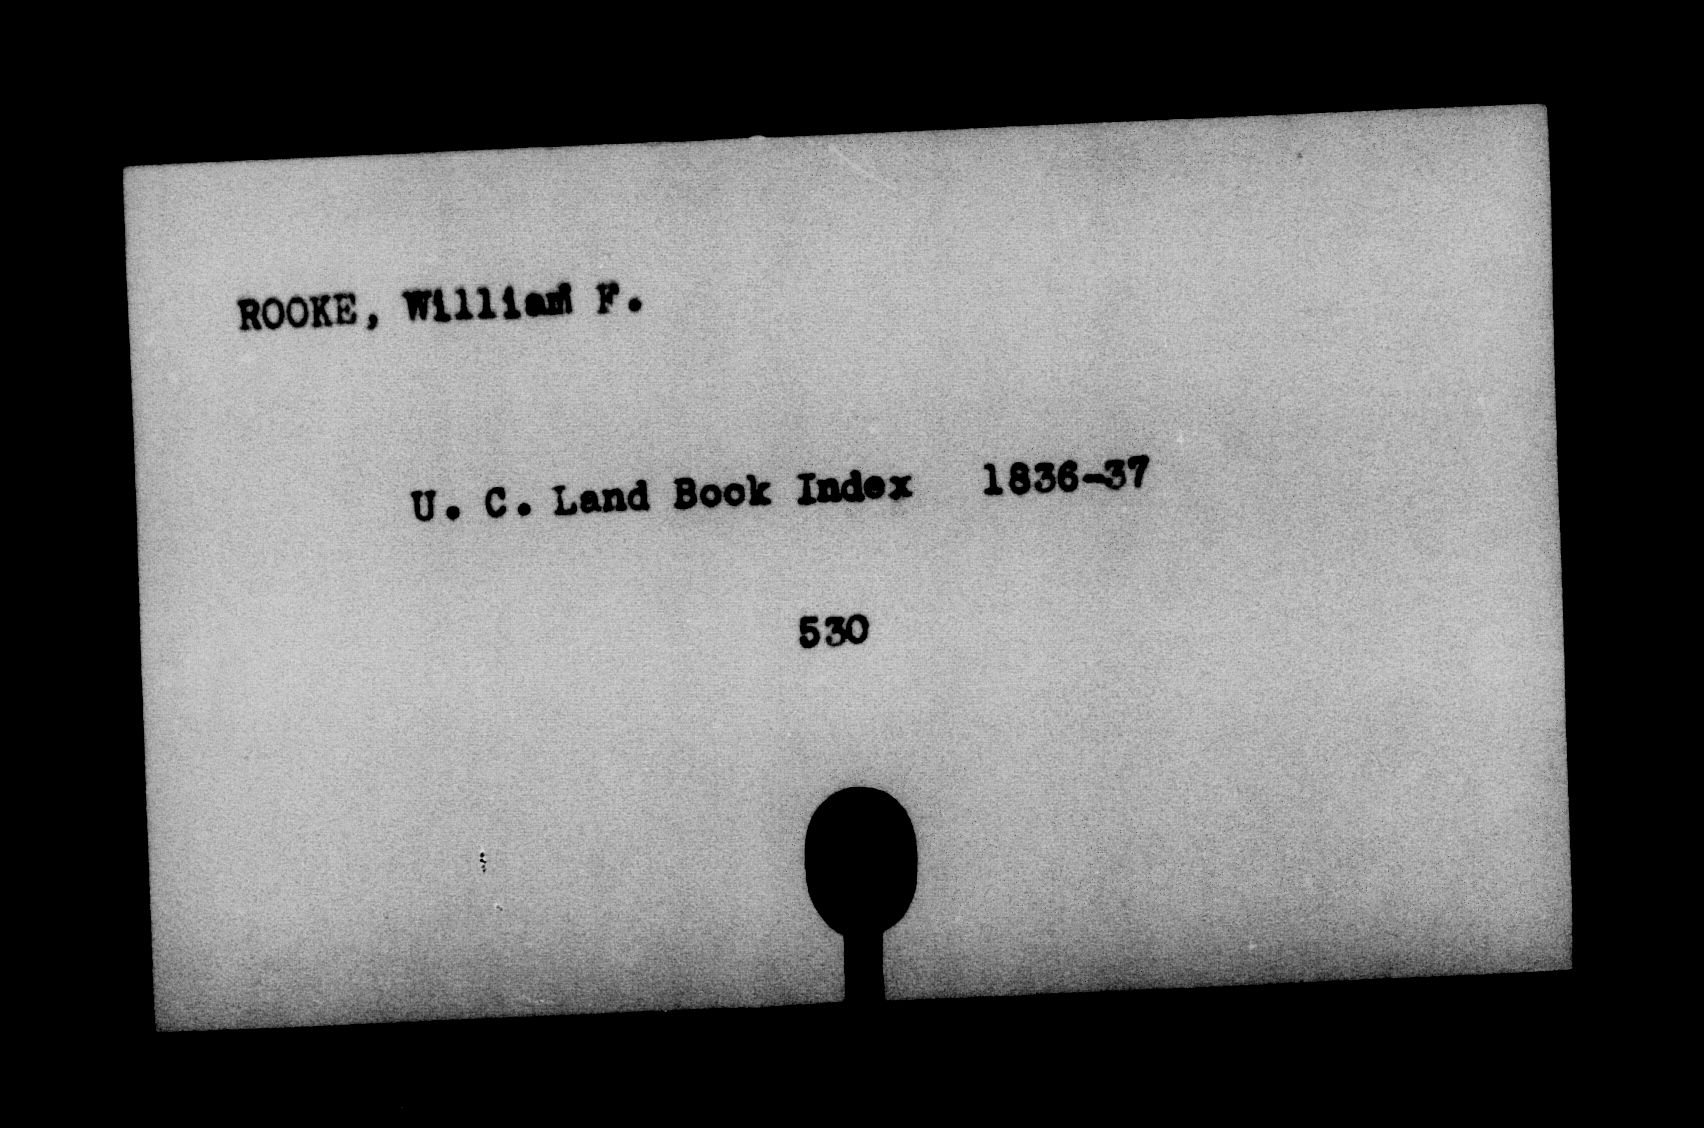 ROOKE, William F.
U. C. Land Book Index 1836-37
530